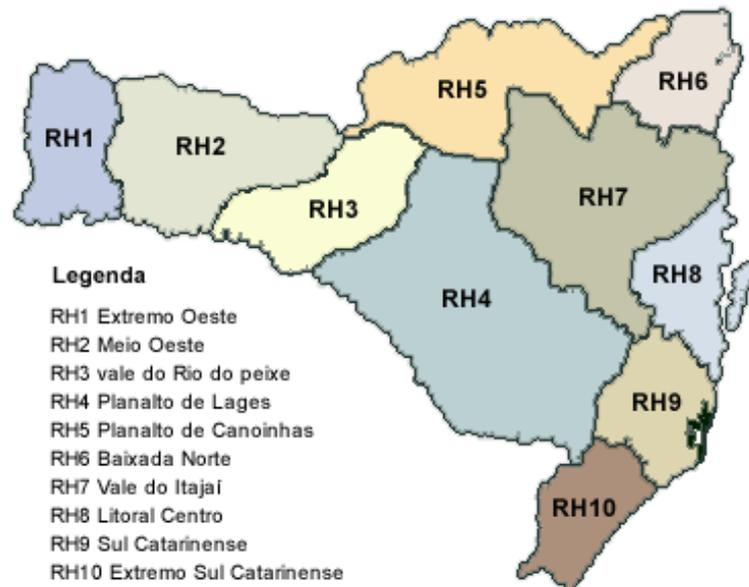 RH6
RH5
RH1
RH2
RH7
RH3
RH8
RH4
RH9
RH10
Legenda
RH1 Extremo Oeste
RH2 Meio Oeste
RH3 vale do Rio do peixe
RH4 Planalto de Lages
RH5 Planalto de Canoinhas
RH6 Baixada Norte
RH7 Vale do Itajaí
RH8 Litoral Centro
RH9 Sul Catarinense
RH10 Extremo Sul Catarinense